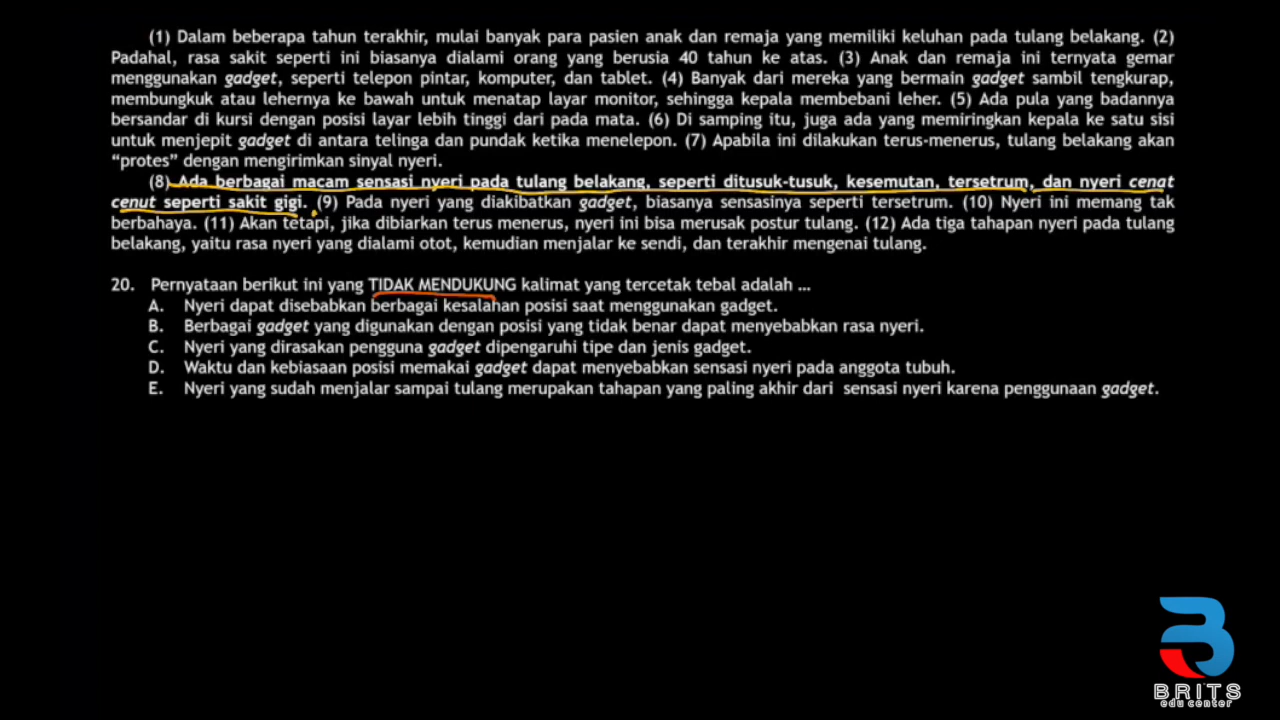 (1) Dalam beberapa tahun terakhir, mulai banyak para pasien anak dan remaja yang memiliki keluhan pada tulang belakang. (2)
Padahal, rasa sakit seperti ini biasanya dialami orang yang berusia 40 tahun ke atas. (3) Anak dan remaja ini ternyata gemar
menggunakan gadget, seperti telepon pintar, komputer, dan tablet. (4) Banyak dari mereka yang bermain gadget sambil tengkurap,
membungkuk atau lehernya ke bawah untuk menatap layar monitor, sehingga kepala membebani leher. (5) Ada pula yang badannya
bersandar di kursi dengan posisi layar lebih tinggi dari pada mata. (6) Di samping itu, juga ada yang memiringkan kepala ke satu sisi
untuk menjepit gadget di antara telinga dan pundak ketika menelepon. (7) Apabila ini dilakukan terus-menerus, tulang belakang akan
“protes” dengan mengirimkan sinyal nyeri.
(8) Ada berbagai macam sensasi nyeri pada tulang belakang, seperti ditusuk-tusuk, kesemutan, tersetrum, dan nyeri cenat
cenut seperti sakit gigi. (9) Pada nyeri yang diakibatkan gadget, biasanya sensasinya seperti tersetrum. (10) Nyeri ini memang tak
berbahaya. (11) Akan tetapi, jika dibiarkan terus menerus, nyeri ini bisa merusak postur tulang. (12) Ada tiga tahapan nyeri pada tulang
belakang, yaitu rasa nyeri yang dialami otot, kemudian menjalar ke sendi, dan terakhir mengenai tulang.
20. Pernyataan berikut ini yang TIDAK MENDUKUNG kalimat yang tercetak tebal adalah ...
A. Nyeri dapat disebabkan berbagai kesalahan posisi saat menggunakan gadget.
B. Berbagai gadget yang digunakan dengan posisi yang tidak benar dapat menyebabkan rasa nyeri.
C. Nyeri yang dirasakan pengguna gadget dipengaruhi tipe dan jenis gadget.
D. Waktu dan kebiasaan posisi memakai gadget dapat menyebabkan sensasi nyeri pada anggota tubuh.
E. Nyeri yang sudah menjalar sampai tulang merupakan tahapan yang paling akhir dari sensasi nyeri karena penggunaan gadget.
BRITS
edu center